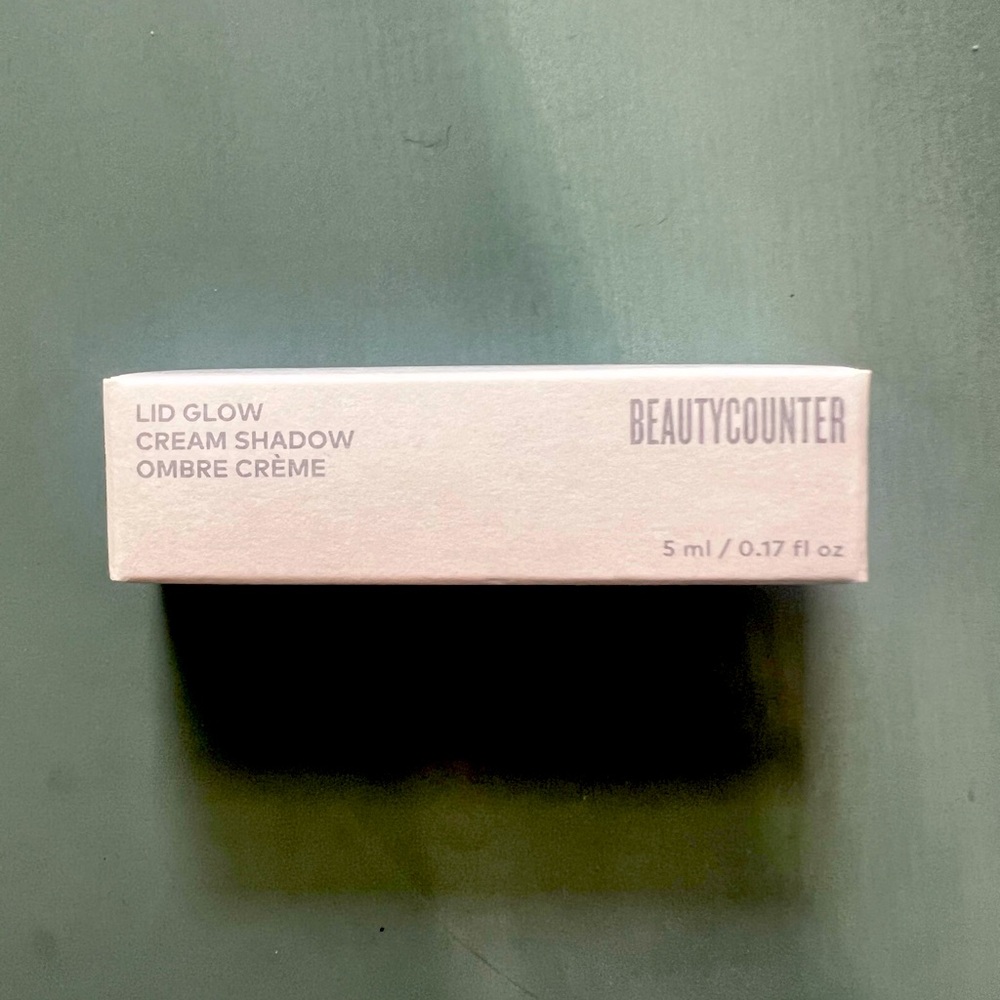 LID GLOW
CREAM SHADOW
OMBRE CRÈME
BEAUTYCOUNTER
5 ml / 0.17 fl oz